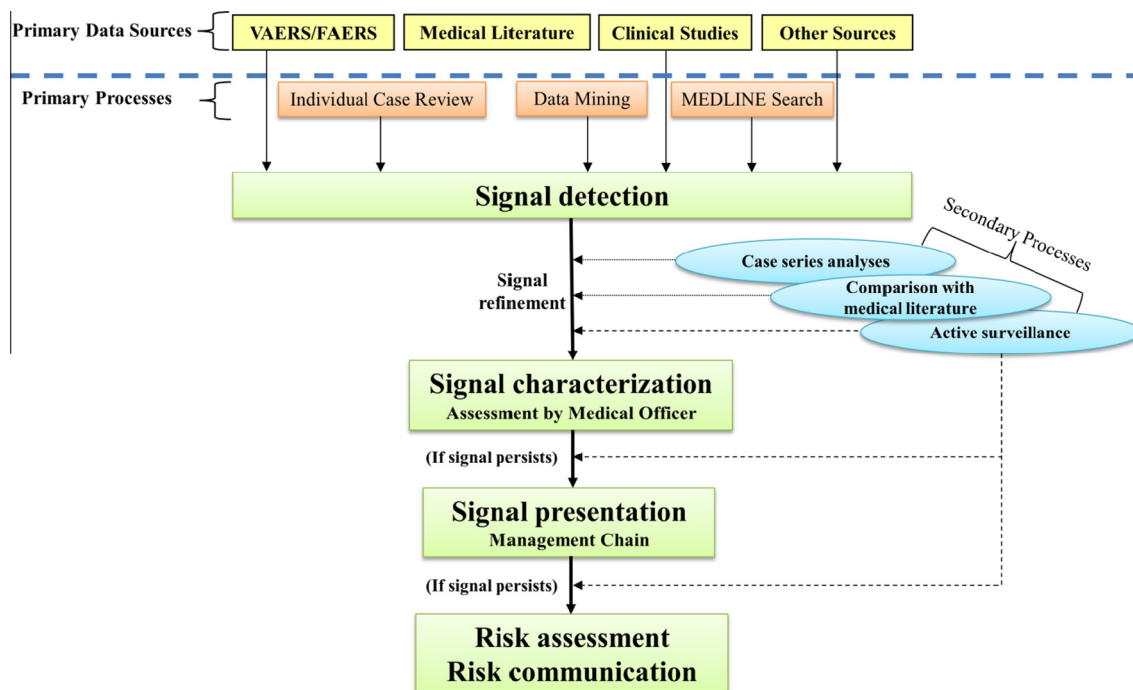 Primary Data Sources
VAERS/FAERS
Medical Literature
Clinical Studies
Other Sources
Primary Processes
Individual Case Review
Data Mining
MEDLINE Search
Signal detection
Secondary Processes
Case series analyses
Signal
refinement
Comparison with
medical literature
Active surveillance
Signal characterization
Assessment by Medical Officer
(If signal persists)
Signal presentation
Management Chain
(If signal persists)
Risk assessment
Risk communication